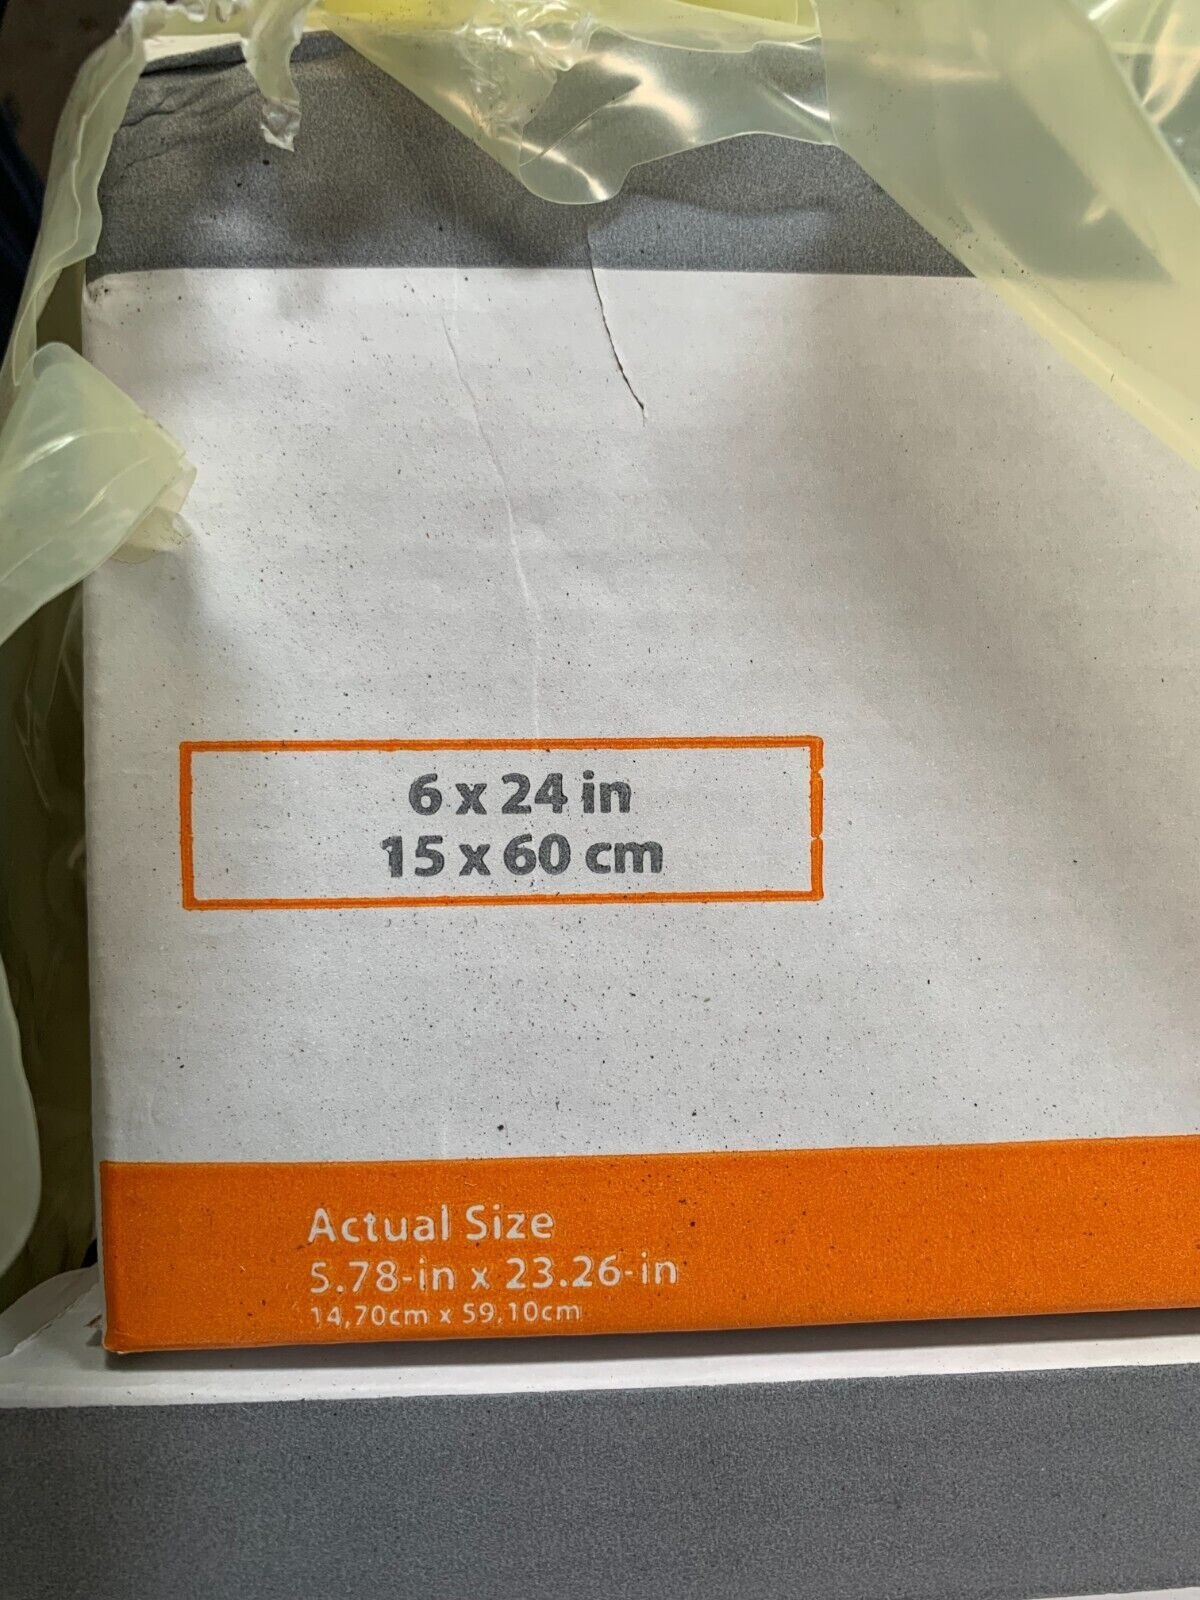 6 x 24 in
15 x 60 cm
Actual Size
5.78-in x 23.26-in
14,70cm x 59,10cm